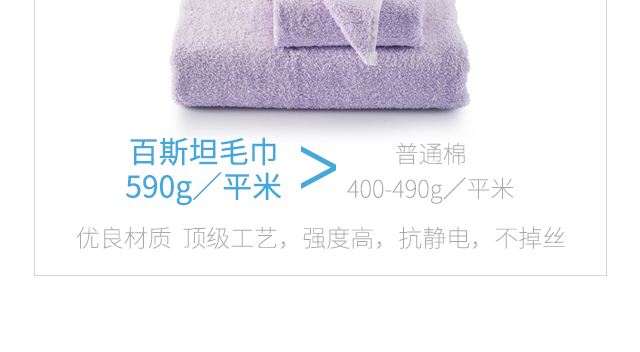 百斯坦毛巾
590g／平米
>
普通棉
400-490g／平米
优良材质 顶级工艺，强度高，抗静电，不掉丝